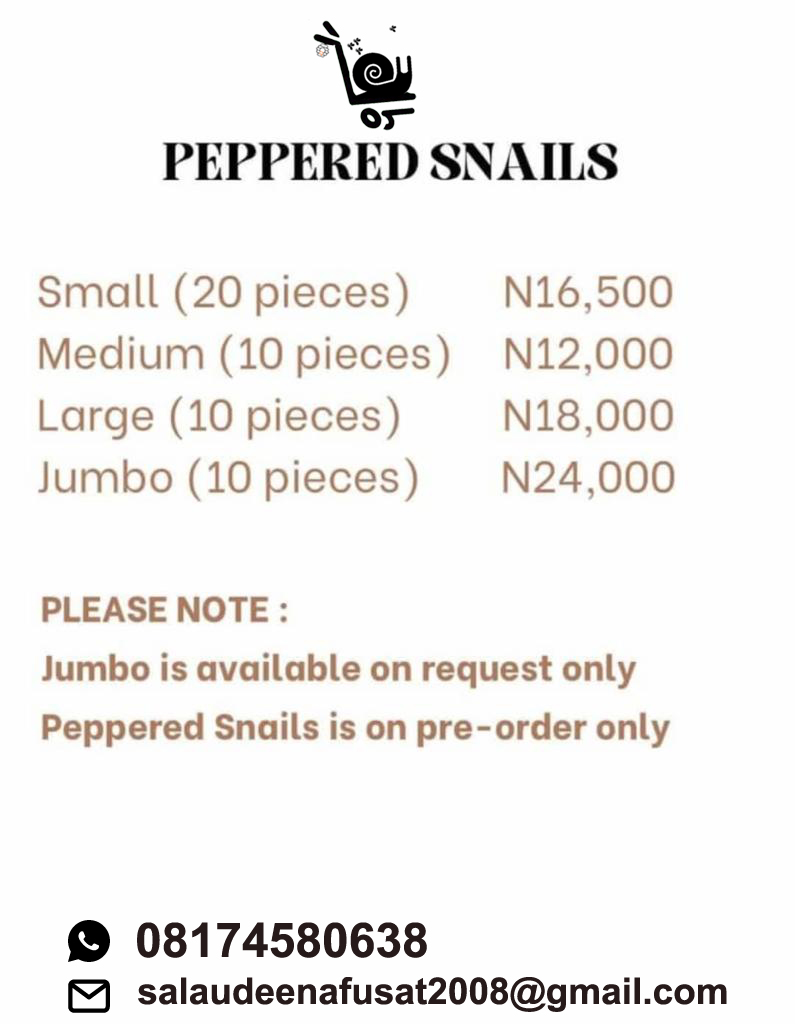 PEPPERED SNAILS
Small (20 pieces) N16,500
Medium (10 pieces) N12,000
Large (10 pieces) N18,000
Jumbo (10 pieces) N24,000
PLEASE NOTE :
Jumbo is available on request only
Peppered Snails is on pre-order only
08174580638
salaudeenafusat2008@gmail.com